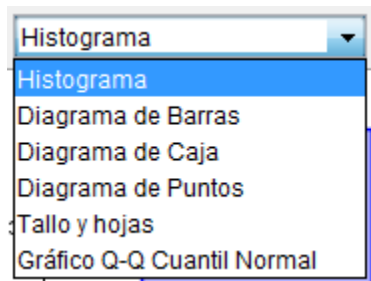 Histograma
Histograma
Diagrama de Barras
Diagrama de Caja
Diagrama de Puntos
Tallo y hojas
Gráfico Q-Q Cuantil Normal